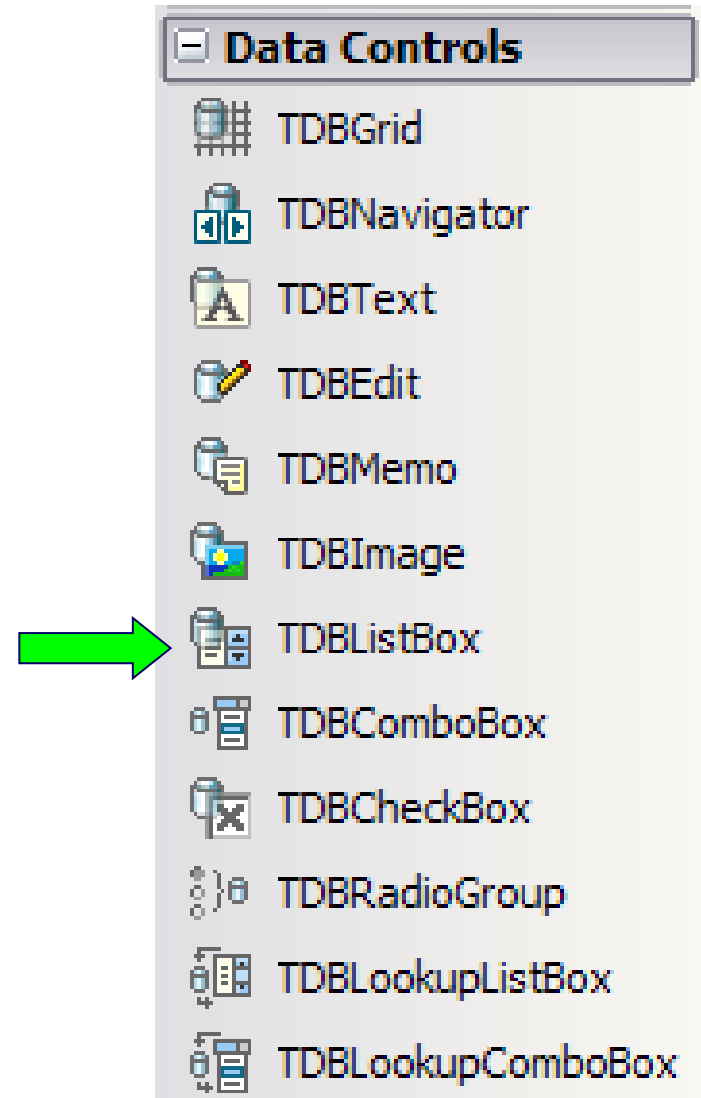 Data Controls
TDBGrid
TDBNavigator
TDBText
TDBEdit
TDBMemo
TDBImage
TDBListBox
TDBComboBox
TDBCheckBox
TDBRadioGroup
TDBLookupListBox
TDBLookupComboBox